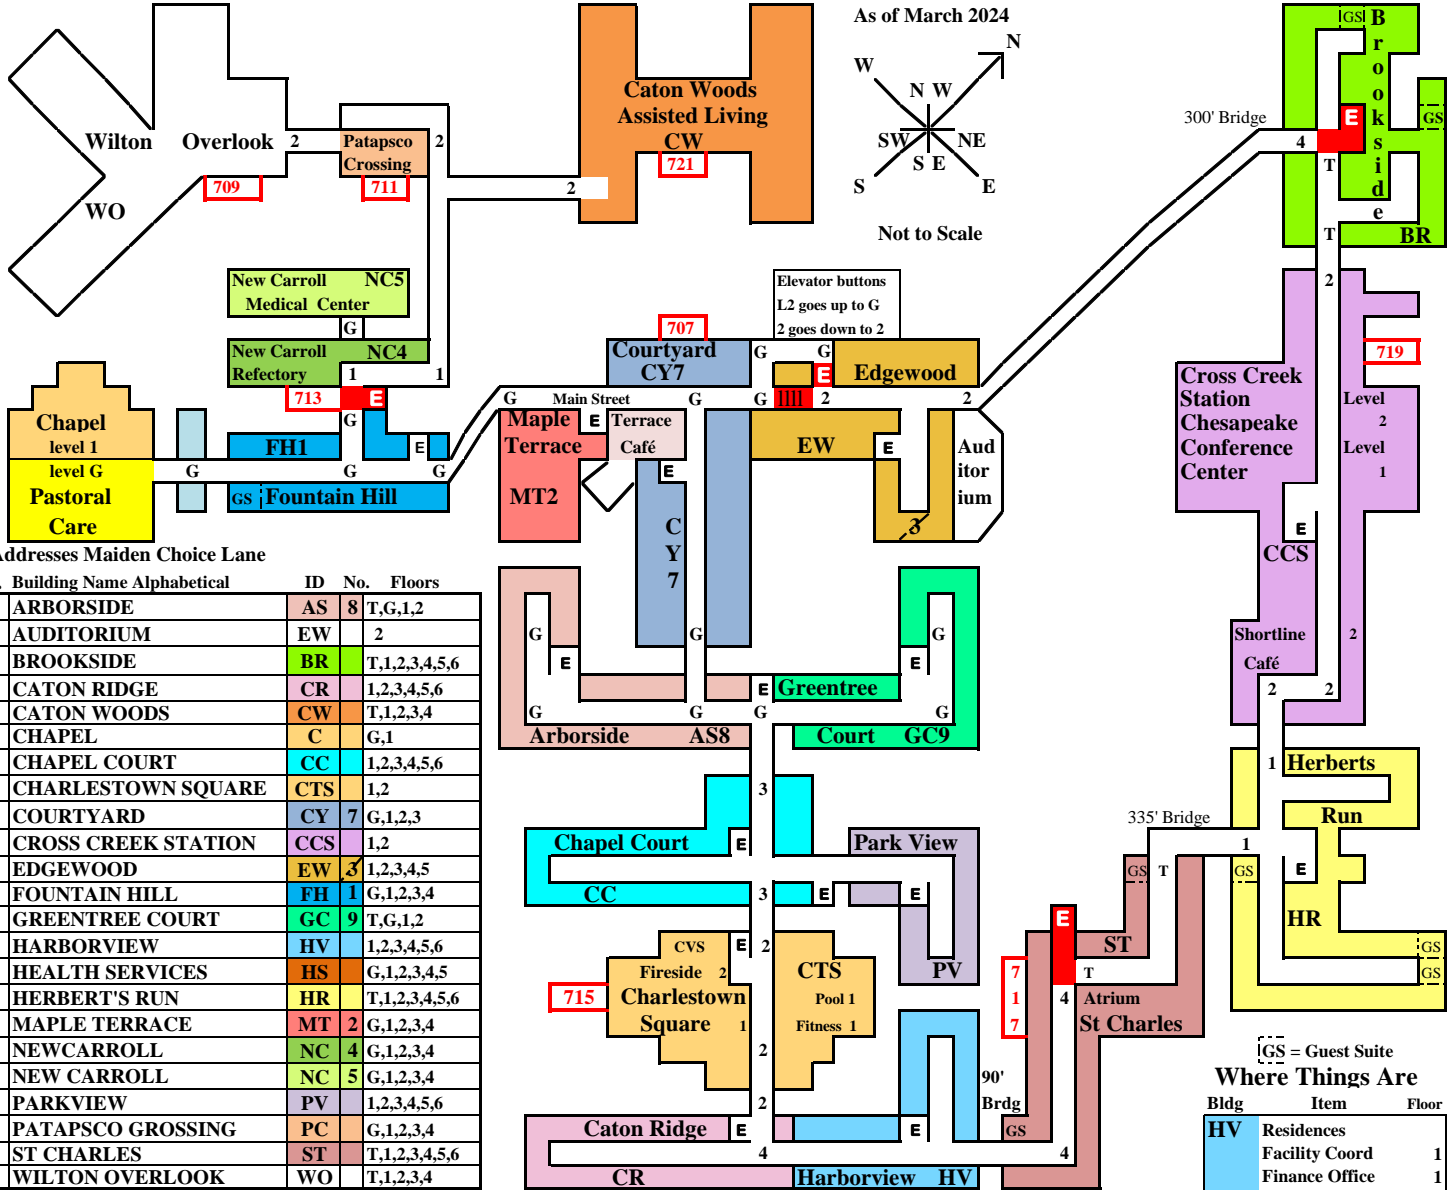 As of March 2024
N
W
N W
SW
NE
S E
S
E
Not to Scale
Wilton Overlook
2
Patapsco
Crossing
2
709
711
WO
Caton Woods
Assisted Living
CW
721
2
300' Bridge
4
E
T
T
GS
Brookside
GS
BR
New Carroll NC5
Medical Center
G
New Carroll NC4
Refectory
1
1
713
E
G
Chapel
level 1
level G
Pastoral
Care
G
FH1
E
G
G
GS
Fountain Hill
Elevator buttons
L2 goes up to G
2 goes down to 2
707
Courtyard
CY7
G
G
E
Edgewood
G
Main Street
G
G
2
2
Maple
Terrace
MT2
E
Terrace
Café
E
C
Y
7
EW
E
3
Aud
itor
ium
2
719
Cross Creek
Station
Chesapeake
Conference
Center
Level
2
Level
1
E
CCS
Shortline
Café
2
2
2
G
E
G
G
G
E
G
Arborside AS8
G
E
Greentree
G
Court GC9
3
Chapel Court
E
CC
3
E
Park View
E
PV
CVS
E
2
Fireside 2
715
Charlestown
Square 1
CTS
Pool 1
Fitness 1
2
2
Caton Ridge
E
4
CR
E
Harborview HV
90'
Brdg
GS
4
717
E
T
4
Atrium
St Charles
ST
GS
T
335' Bridge
1
1
Herberts
Run
GS
E
HR
GS
GS
GS = Guest Suite
Where Things Are
Bldg Item Floor
HV Residences
Facility Coord 1
Finance Office 1
Addresses Maiden Choice Lane
Building Name Alphabetical ID No. Floors
ARBORSIDE AS 8 T,G,1,2
AUDITORIUM EW 2
BROOKSIDE BR T,1,2,3,4,5,6
CATON RIDGE CR 1,2,3,4,5,6
CATON WOODS CW T,1,2,3,4
CHAPEL C G,1
CHAPEL COURT CC 1,2,3,4,5,6
CHARLESTOWN SQUARE CTS 1,2
COURTYARD CY 7 G,1,2,3
CROSS CREEK STATION CCS 1,2
EDGEWOOD EW 3 1,2,3,4,5
FOUNTAIN HILL FH 1 G,1,2,3,4
GREENTREE COURT GC 9 T,G,1,2
HARBORVIEW HV 1,2,3,4,5,6
HEALTH SERVICES HS G,1,2,3,4,5
HERBERT'S RUN HR T,1,2,3,4,5,6
MAPLE TERRACE MT 2 G,1,2,3,4
NEWCARROLL NC 4 G,1,2,3,4
NEW CARROLL NC 5 G,1,2,3,4
PARKVIEW PV 1,2,3,4,5,6
PATAPSCO GROSSING PC G,1,2,3,4
ST CHARLES ST T,1,2,3,4,5,6
WILTON OVERLOOK WO T,1,2,3,4